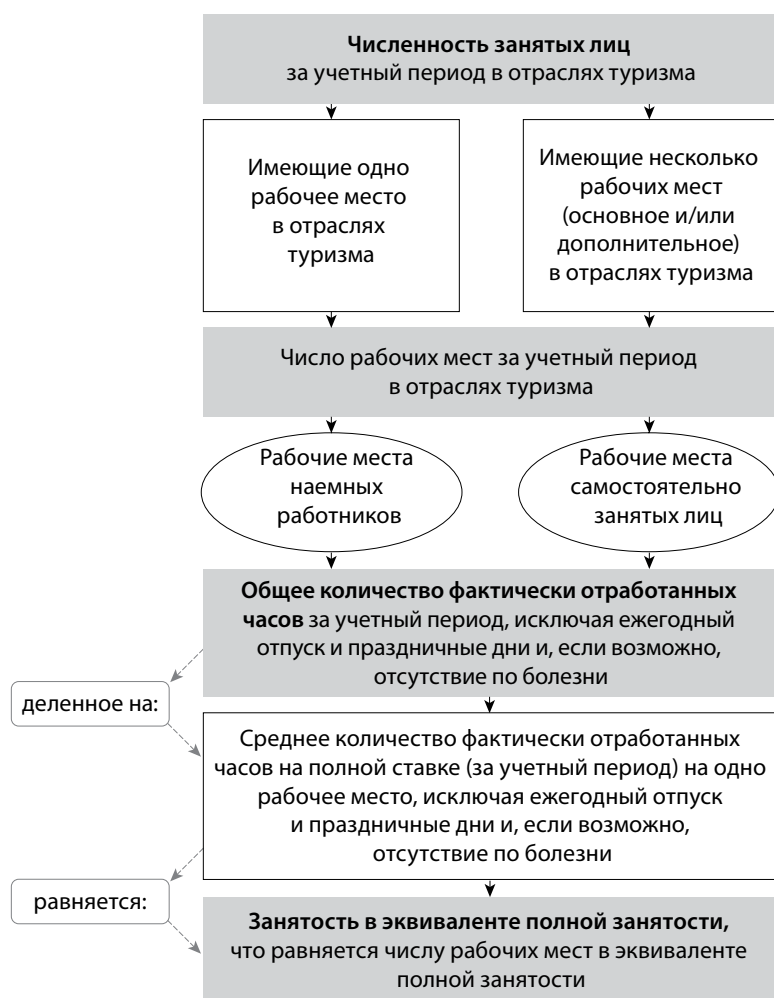 Численность занятых лиц
за учетный период в отраслях туризма
Имеющие одно
рабочее место
в отраслях
туризма
Имеющие несколько
рабочих мест
(основное и/или
дополнительное)
в отраслях туризма
Число рабочих мест за учетный период
в отраслях туризма
Рабочие места
наемных
работников
Рабочие места
самостоятельно
занятых лиц
Общее количество фактически отработанных
часов за учетный период, исключая ежегодный
отпуск и праздничные дни и, если возможно,
отсутствие по болезни
деленное на:
Среднее количество фактически отработанных
часов на полной ставке (за учетный период) на одно
рабочее место, исключая ежегодный отпуск
и праздничные дни и, если возможно,
отсутствие по болезни
равняется:
Занятость в эквиваленте полной занятости,
что равняется числу рабочих мест в эквиваленте
полной занятости